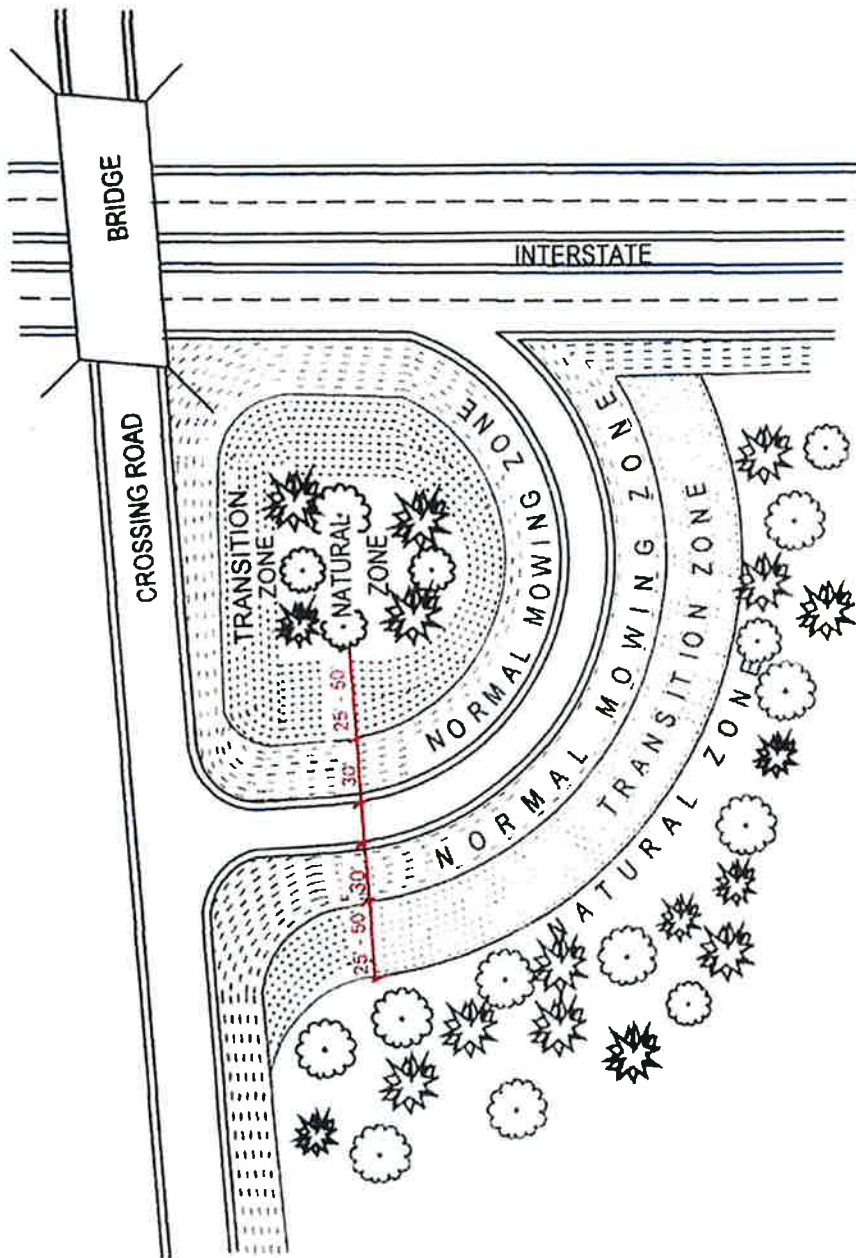 BRIDGE
INTERSTATE
CROSSING ROAD
TRANSITION
ZONE
NATURAL
ZONE
NORMAL MOWING ZONE
NORMAL MOWING ZONE
TRANSITION ZONE
NATURAL ZONE
25' - 50'
30'
30'
25' - 50'